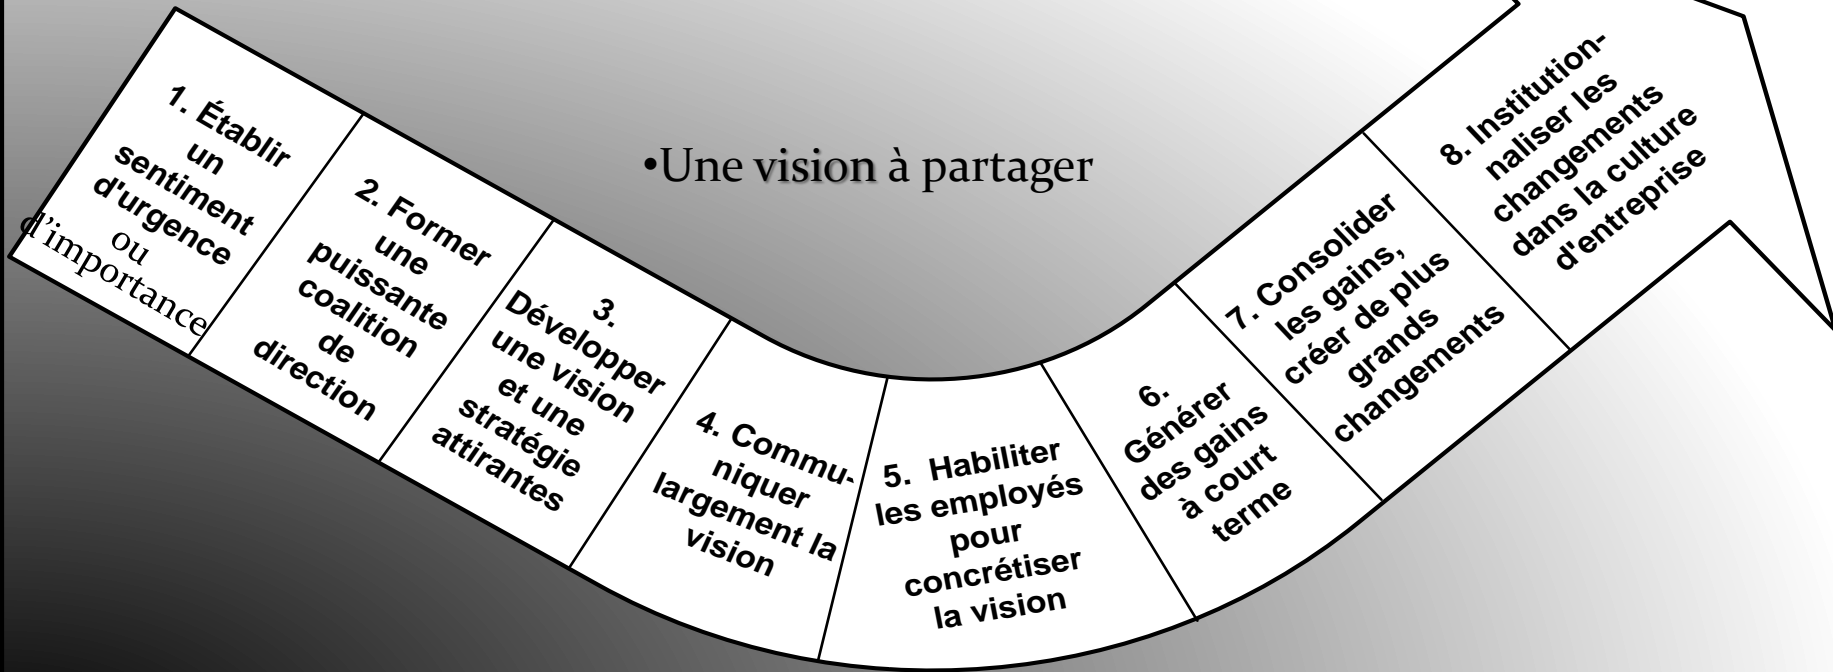 •Une vision à partager
1. Établir
un
sentiment
d'urgence
ou
d’importance
2. Former
une
puissante
coalition
de
direction
3.
Développer
une vision
et une
stratégie
attirantes
4. Commu-
niquer
largement la
vision
5.  Habiliter
les employés
pour
concrétiser
la vision
6.
Générer
des gains
à court
terme
7. Consolider
les gains,
créer de plus
grands
changements
8. Institution-
naliser les
changements
dans la culture
d'entreprise